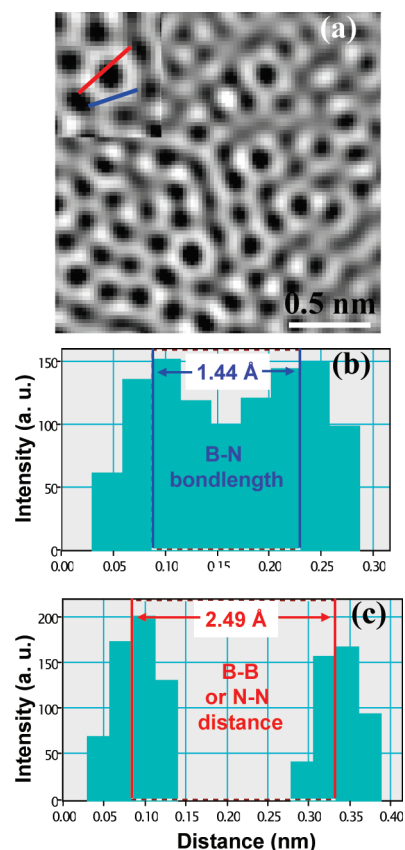 (a)
0.5 nm
(b)
Intensity (a. u.)
150
100
50
0
1.44 Å
B-N
bondlength
0.00 0.05 0.10 0.20 0.25 0.30
(c)
Intensity (a. u.)
200
150
100
50
0
2.49 Å
B-B
or N-N
distance
0.00 0.05 0.10 0.15 0.20 0.25 0.30 0.35 0.40
Distance (nm)